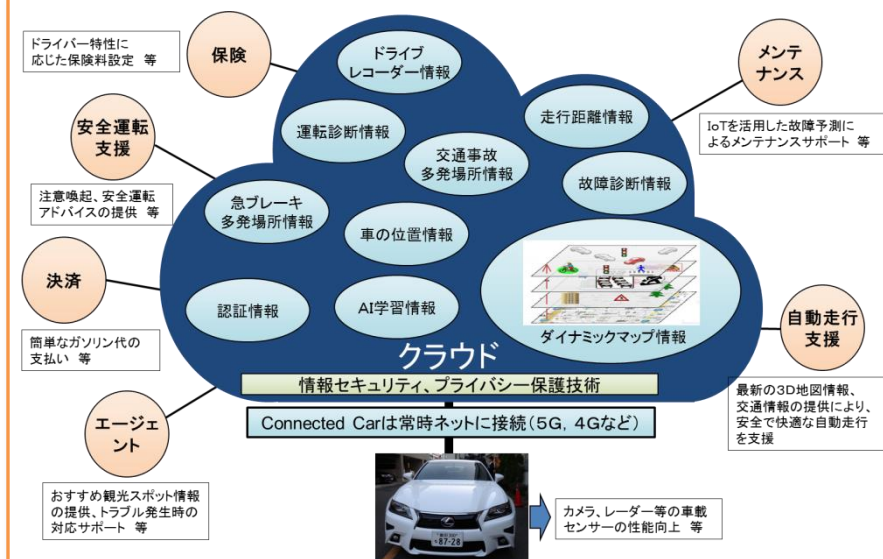 ドライバー特性に
応じた保険料設定 等
保険
ドライブ
レコーダー情報
メンテ
ナンス
IoTを活用した故障予測に
よるメンテナンスサポート 等
運転診断情報
走行距離情報
安全運転
支援
注意喚起、安全運転
アドバイスの提供 等
交通事故
多発場所情報
故障診断情報
急ブレーキ
多発場所情報
車の位置情報
決済
簡単なガソリン代の
支払い 等
認証情報
AI学習情報
ダイナミックマップ情報
自動走行
支援
最新の3D地図情報、
交通情報の提供により、
安全で快適な自動走行
を支援
クラウド
情報セキュリティ、プライバシー保護技術
Connected Carは常時ネットに接続(5G, 4Gなど)
エージェ
ント
おすすめ観光スポット情報
の提供、トラブル発生時の
対応サポート 等
87-28
カメラ、レーダー等の車載
センサーの性能向上 等